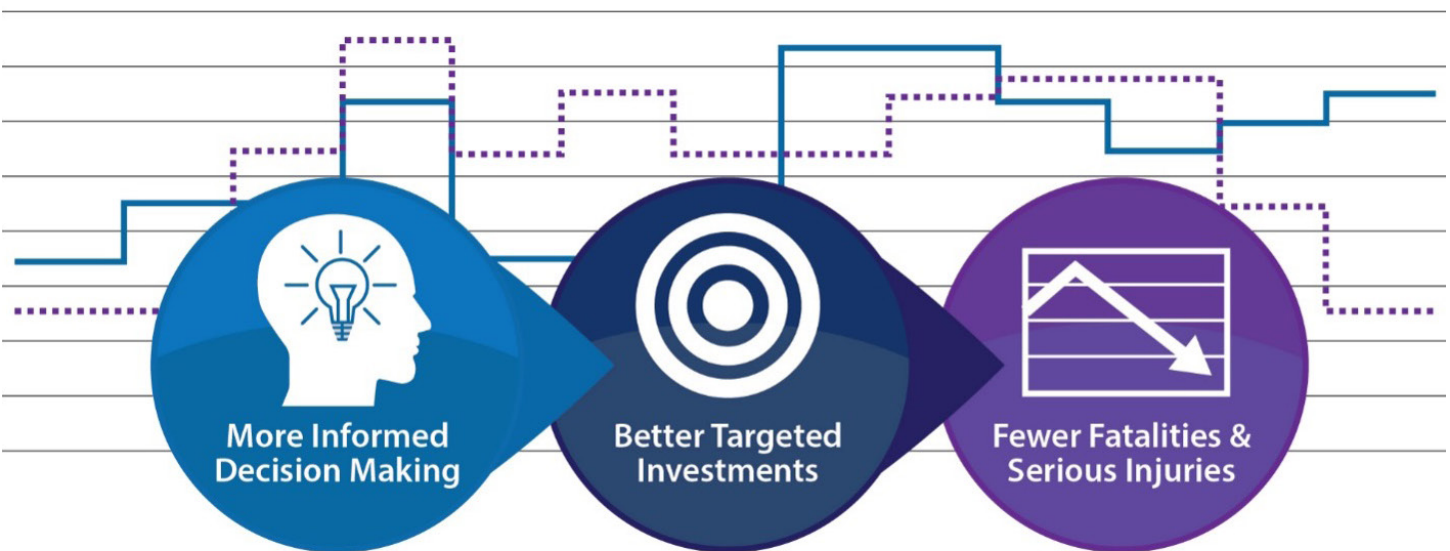 More Informed
Decision Making
Better Targeted
Investments
Fewer Fatalities &
Serious Injuries